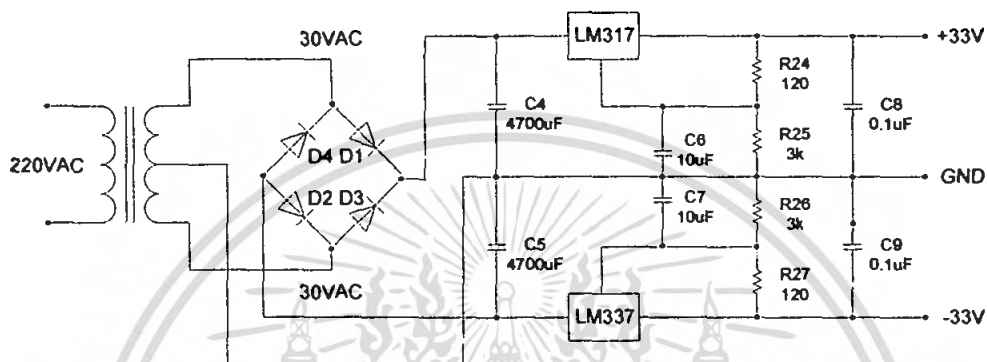 30VAC
LM317
+33V
R24
120
C4
4700uF
C8
0.1uF
D4 D1
R25
3k
C6
10uF
220VAC
GND
D2 D3
C7
10uF
R26
3k
C5
4700uF
C9
0.1uF
30VAC
R27
120
LM337
-33V